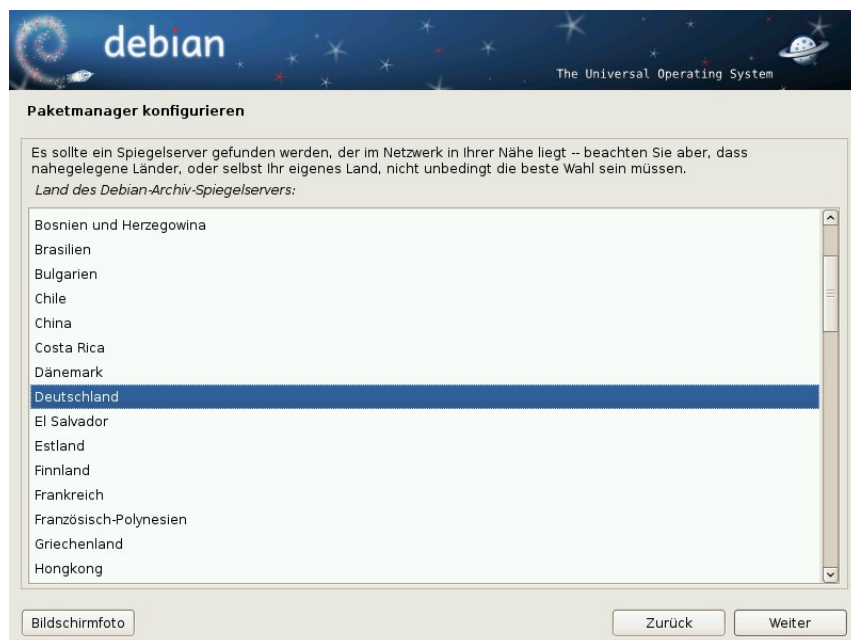 debian
The Universal Operating System
Paketmanager konfigurieren
Es sollte ein Spiegelserver gefunden werden, der im Netzwerk in Ihrer Nähe liegt -- beachten Sie aber, dass
nahegelegene Länder, oder selbst Ihr eigenes Land, nicht unbedingt die beste Wahl sein müssen.
Land des Debian-Archiv-Spiegelservers:
Bosnien und Herzegowina
Brasilien
Bulgarien
Chile
China
Costa Rica
Dänemark
Deutschland
El Salvador
Estland
Finnland
Frankreich
Französisch-Polynesien
Griechenland
Hongkong
Bildschirmfoto
Zurück
Weiter